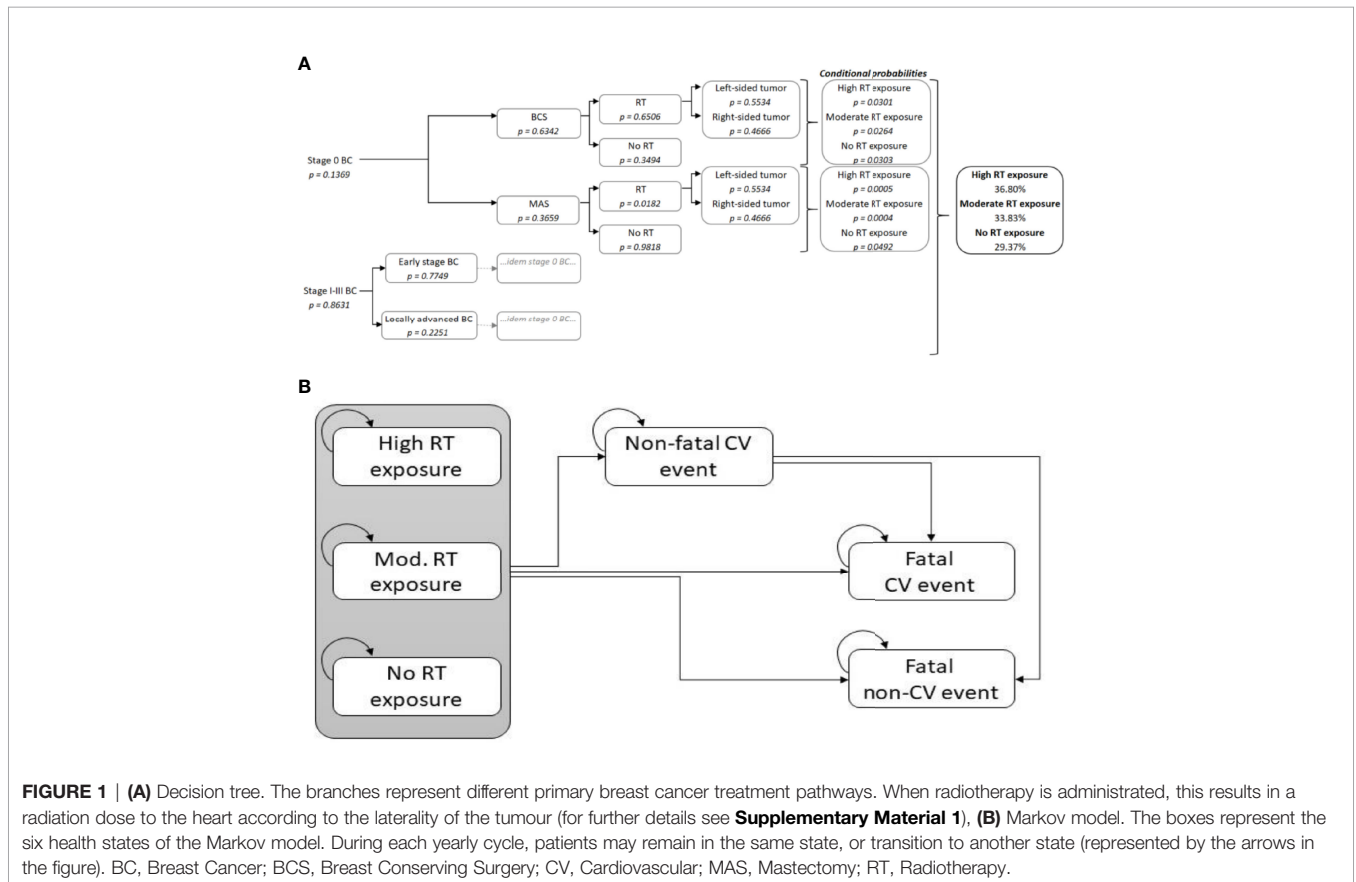 A
Conditional probabilities
Stage 0 BC
p = 0.1369
BCS
p = 0.6342
RT
p = 0.6506
No RT
p = 0.3494
Left-sided tumor
p = 0.5534
Right-sided tumor
p = 0.4666
High RT exposure
p = 0.0301
Moderate RT exposure
p = 0.0264
No RT exposure
p = 0.0303
MAS
p = 0.3659
RT
p = 0.0182
No RT
p = 0.9818
Left-sided tumor
p = 0.5534
Right-sided tumor
p = 0.4666
High RT exposure
p = 0.0005
Moderate RT exposure
p = 0.0004
No RT exposure
p = 0.0492
High RT exposure
36.80%
Moderate RT exposure
33.83%
No RT exposure
29.37%
Stage I-III BC
p = 0.8631
Early stage BC
p = 0.7749
...idem stage 0 BC...
Locally advanced BC
p = 0.2251
...idem stage 0 BC...
B
High RT
exposure
Mod. RT
exposure
No RT
exposure
Non-fatal CV
event
Fatal
CV event
Fatal
non-CV event
FIGURE 1 | (A) Decision tree. The branches represent different primary breast cancer treatment pathways. When radiotherapy is administrated, this results in a
radiation dose to the heart according to the laterality of the tumour (for further details see Supplementary Material 1), (B) Markov model. The boxes represent the
six health states of the Markov model. During each yearly cycle, patients may remain in the same state, or transition to another state (represented by the arrows in
the figure). BC, Breast Cancer; BCS, Breast Conserving Surgery; CV, Cardiovascular; MAS, Mastectomy; RT, Radiotherapy.